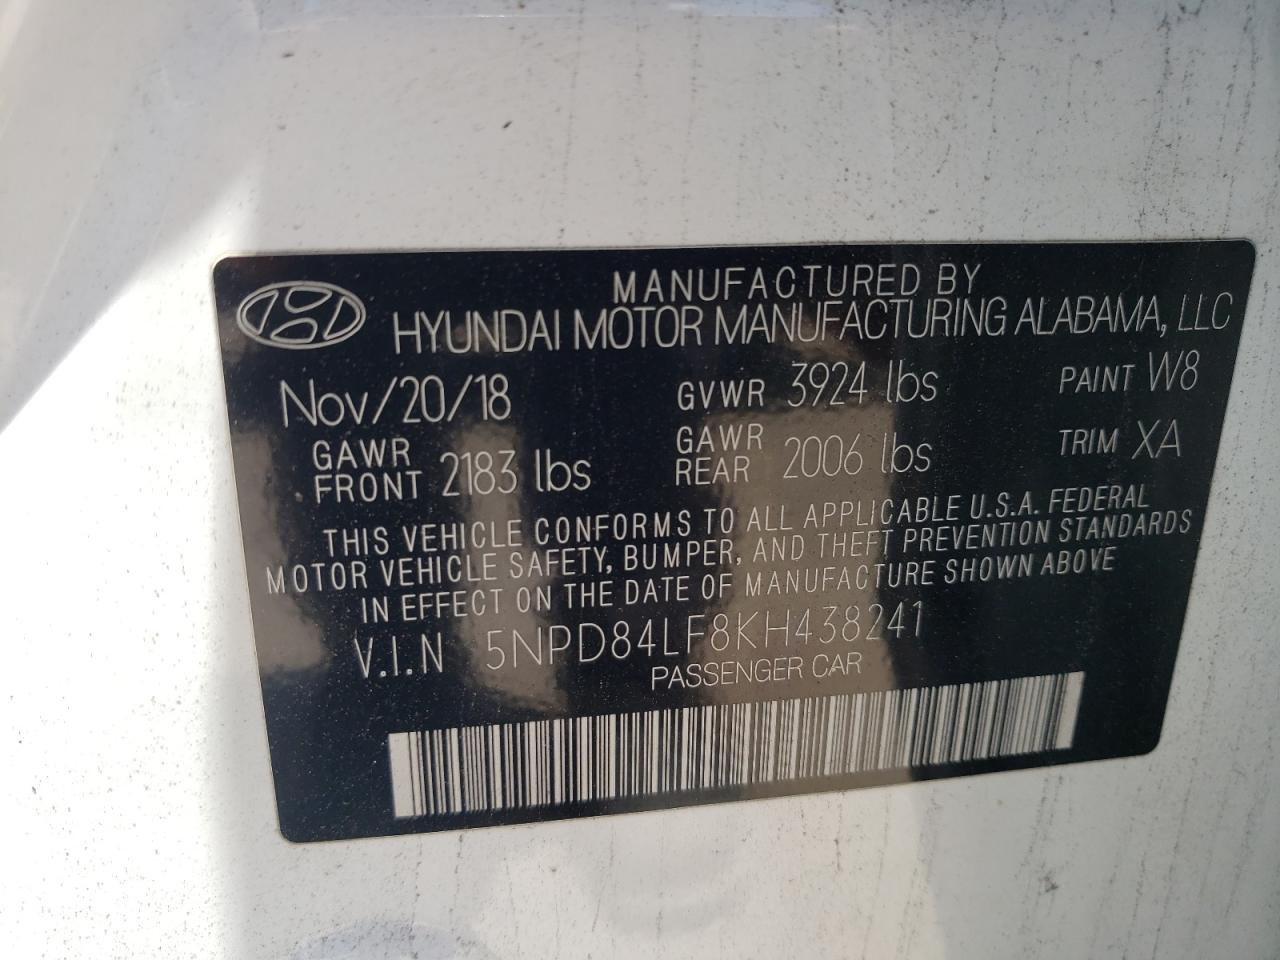 MANUFACTURED BY
HYUNDAI MOTOR MANUFACTURING ALABAMA, LLC
Nov/20/18 GVWR 3924 lbs PAINT W8
GAWR FRONT 2183 lbs GAWR REAR 2006 lbs TRIM XA
THIS VEHICLE CONFORMS TO ALL APPLICABLE U.S.A. FEDERAL
MOTOR VEHICLE SAFETY, BUMPER, AND THEFT PREVENTION STANDARDS
IN EFFECT ON THE DATE OF MANUFACTURE SHOWN ABOVE
V.I.N 5NPD84LF8KH438241
PASSENGER CAR